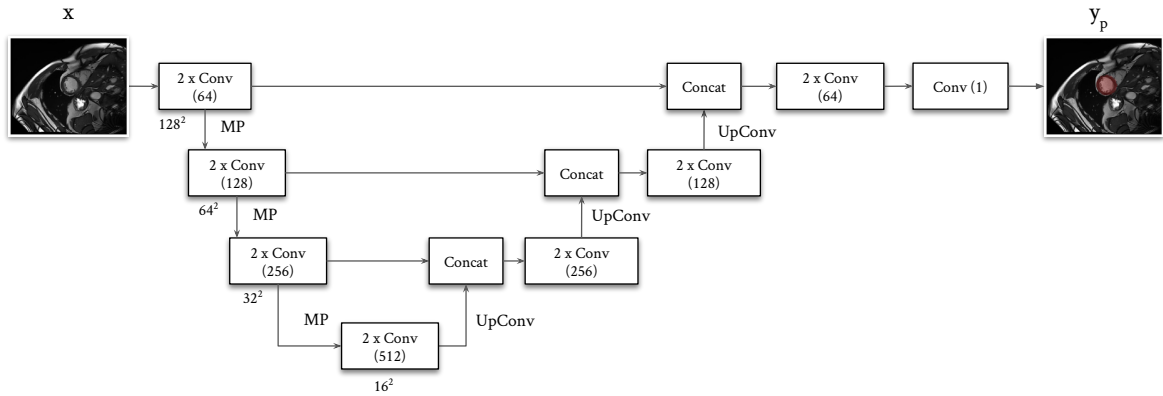 x
yₚ
2 x Conv
(64)
Concat
2 x Conv
(64)
Conv (1)
128²
MP
UpConv
2 x Conv
(128)
Concat
2 x Conv
(128)
64²
MP
UpConv
2 x Conv
(256)
Concat
2 x Conv
(256)
32²
MP
UpConv
2 x Conv
(512)
16²